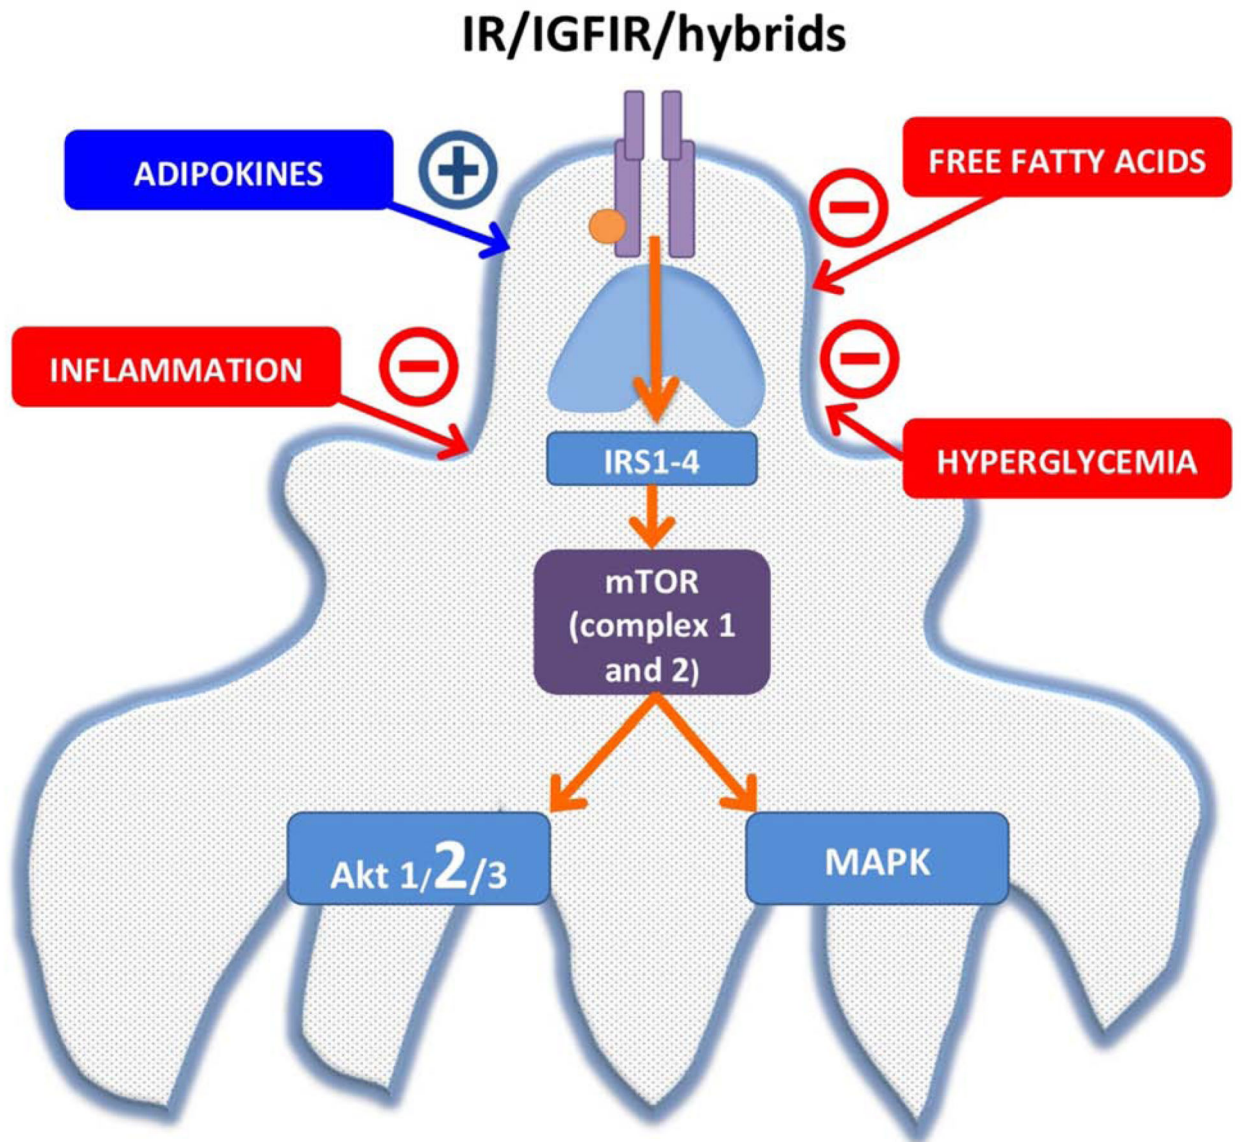 IR/IGFIR/hybrids
ADIPOKINES
+
FREE FATTY ACIDS
−
INFLAMMATION
−
−
IRS1-4
HYPERGLYCEMIA
mTOR
(complex 1
and 2)
Akt 1/2/3
MAPK